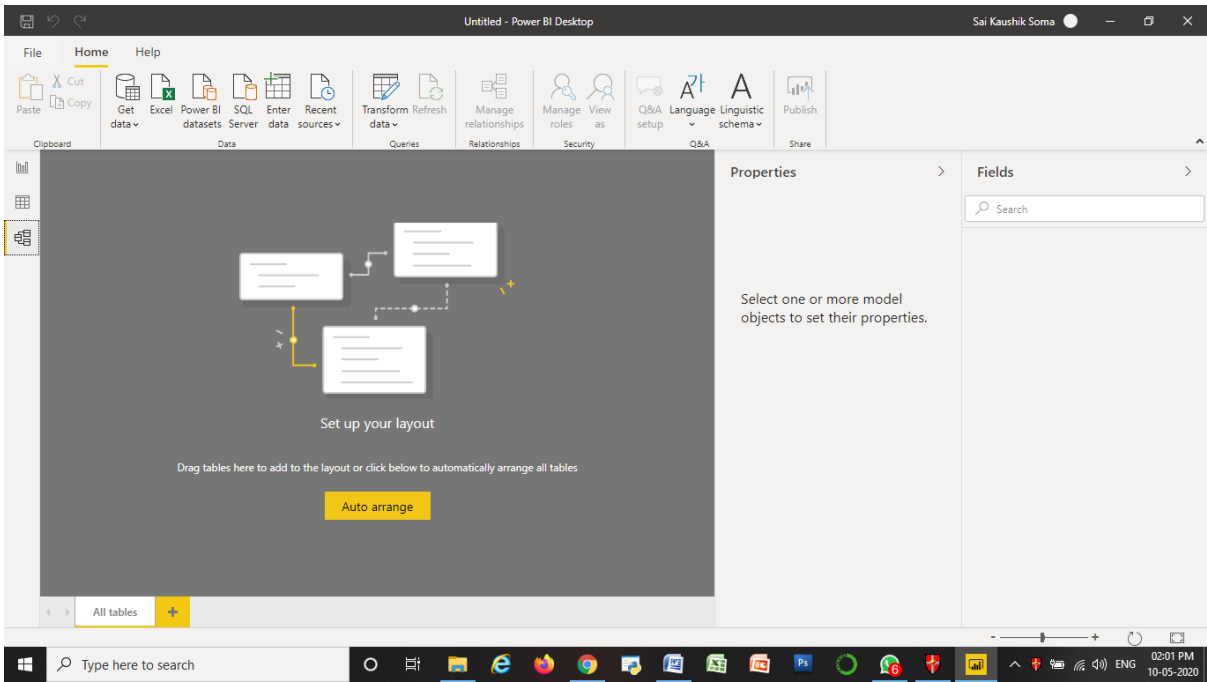 Untitled - Power BI Desktop
Sai Kaushik Soma
File Home Help
Paste
Cut
Copy
Clipboard
Get data
Excel
Power BI datasets
SQL Server
Enter data
Recent sources
Data
Transform data
Refresh
Queries
Manage relationships
Relationships
Manage roles
View as
Security
Q&A setup
Language
Linguistic schema
Q&A
Publish
Share
Set up your layout
Drag tables here to add to the layout or click below to automatically arrange all tables
Auto arrange
Properties
Select one or more model
objects to set their properties.
Fields
Search
All tables
+
- +
Type here to search
Ps
6
ENG
02:01 PM
10-05-2020